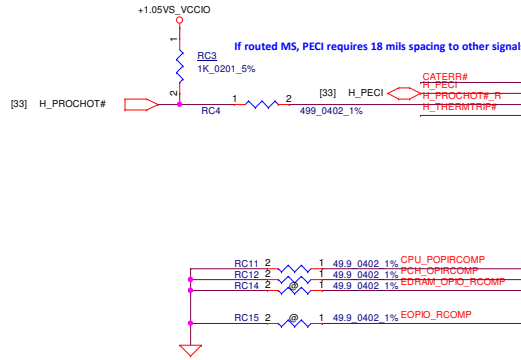 +1.05VS_VCCIO
1
RC3
1K_0201_5%
2
If routed MS, PECI requires 18 mils spacing to other signals
[33] H_PROCHOT#
RC4 1 2 499_0402_1%
[33] H_PECI
CATERR#
H_PECI
H_PROCHOT#_R
H_THERMTRIP#
RC11 2 1 49.9_0402_1% CPU_POPIRCOMP
RC12 2 1 49.9_0402_1% PCH_OPIRCOMP
RC14 2 @ 1 49.9_0402_1% EDRAM_OPIO_RCOMP
RC15 2 @ 1 49.9_0402_1% EOPIO_RCOMP